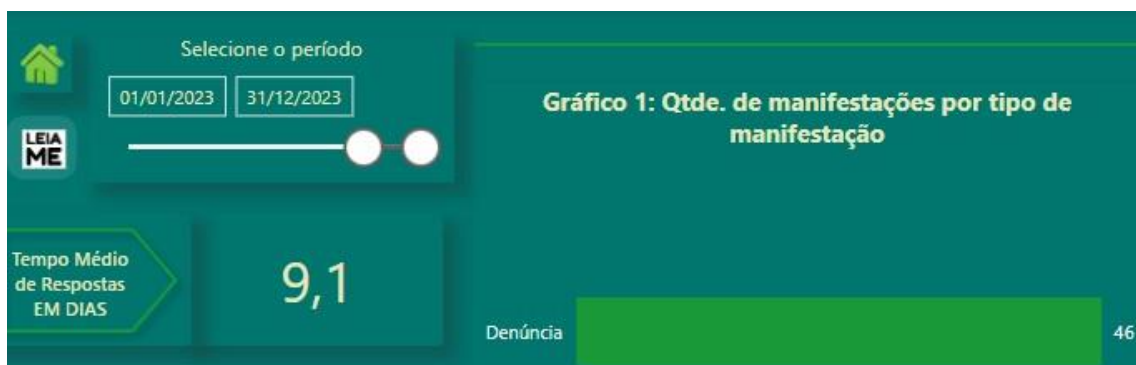 Selecione o período
01/01/2023 31/12/2023
LEIA
ME
Gráfico 1: Qtde. de manifestações por tipo de
manifestação
Tempo Médio
de Respostas
EM DIAS
9,1
Denúncia 46